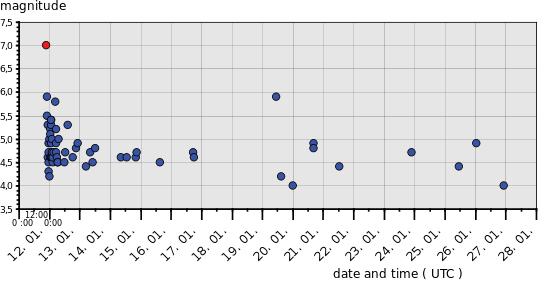 magnitude
7,5
7,0
6,5
6,0
5,5
5,0
4,5
4,0
3,5
12:00
0 :00 0:00
12. 01. 13. 01. 14. 01. 15. 01. 16. 01. 17. 01. 18. 01. 19. 01. 20. 01. 21. 01. 22. 01. 23. 01. 24. 01. 25. 01. 26. 01. 27. 01. 28. 01.
date and time ( UTC )